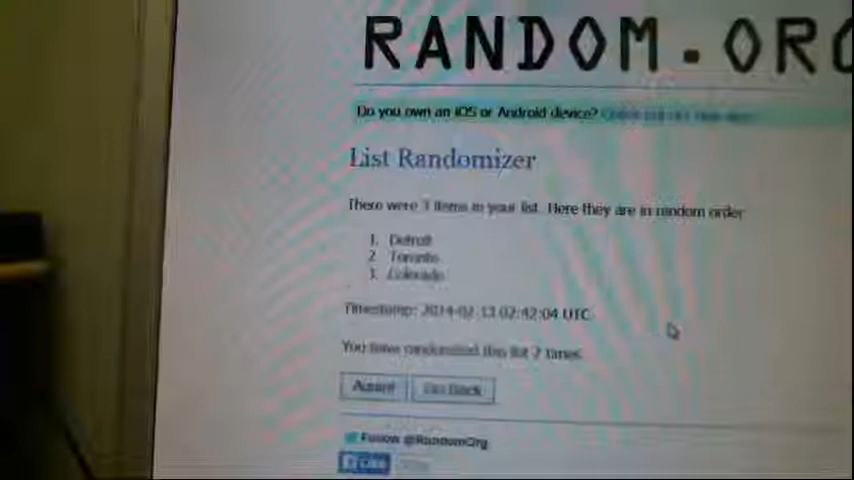 RANDOM.ORG
Do you own an iOS or Android device?
List Randomizer
There were 3 items in your list. Here they are in random order
1. Detroit
2. Toronto
3. Colorado
Timestamp: 2014-02-13 02:42:04 UTC
You have randomized this list 7 times
Again! Go Back
Follow @RandomOrg
Like